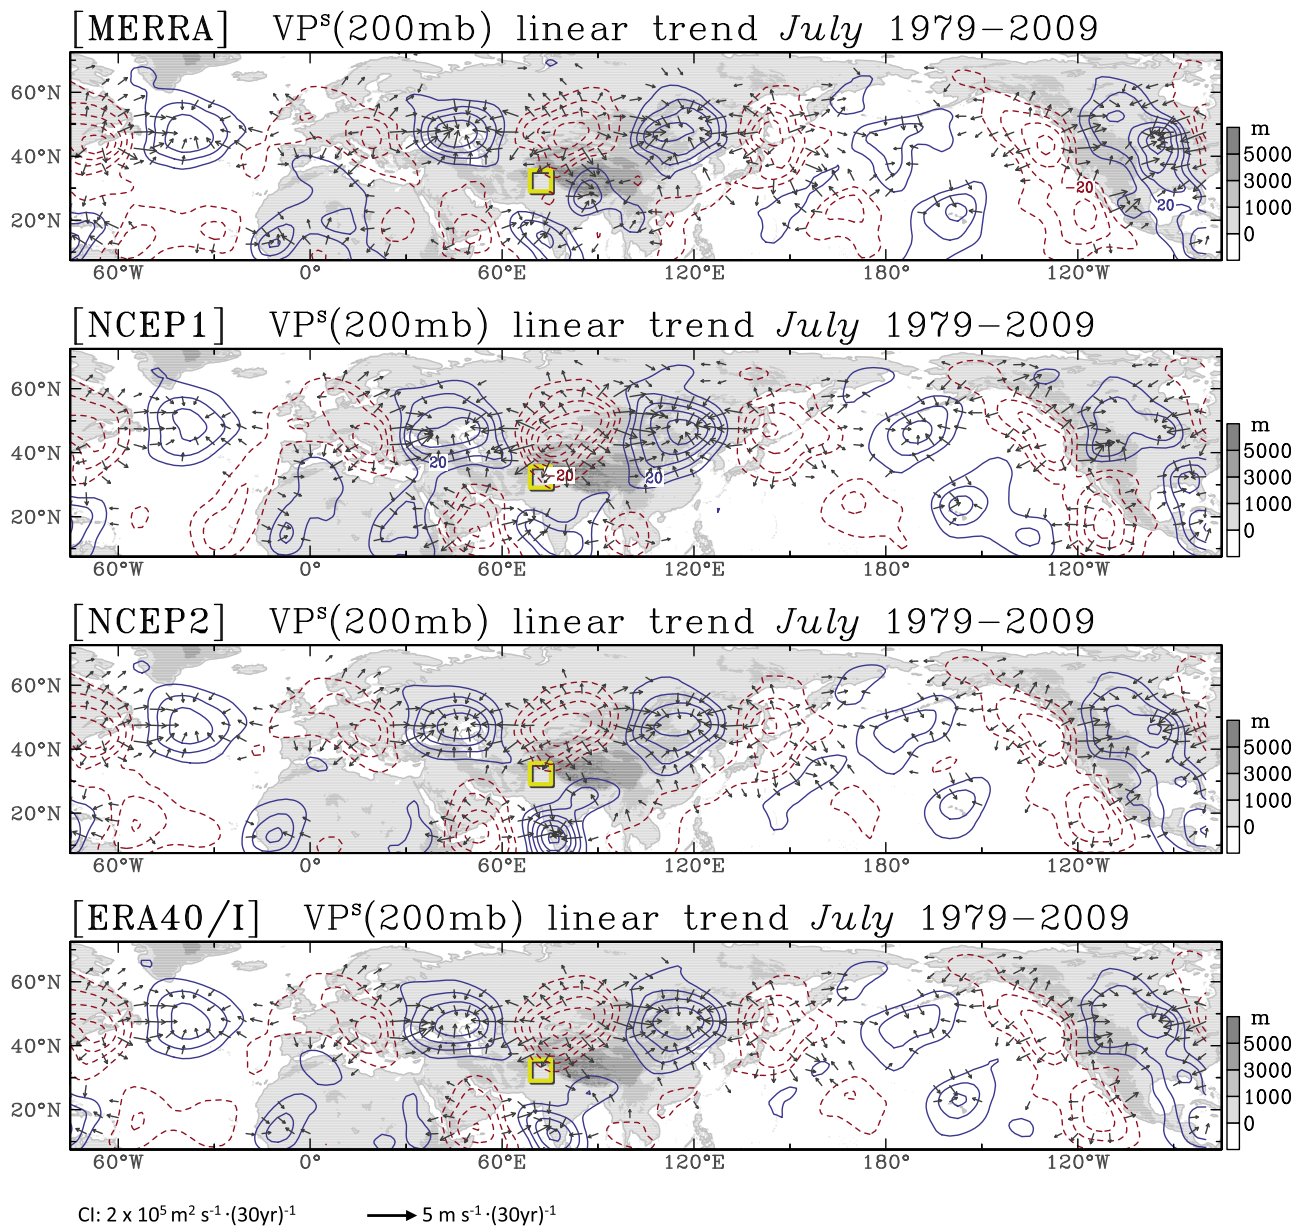 [MERRA] VPˢ(200mb) linear trend July 1979−2009
60°N
40°N
20°N
20
20
m
5000
3000
1000
0
60°W 0° 60°E 120°E 180° 120°W
[NCEP1] VPˢ(200mb) linear trend July 1979−2009
60°N
40°N
20°N
20
−20
20
m
5000
3000
1000
0
60°W 0° 60°E 120°E 180° 120°W
[NCEP2] VPˢ(200mb) linear trend July 1979−2009
60°N
40°N
20°N
m
5000
3000
1000
0
60°W 0° 60°E 120°E 180° 120°W
[ERA40/I] VPˢ(200mb) linear trend July 1979−2009
60°N
40°N
20°N
m
5000
3000
1000
0
60°W 0° 60°E 120°E 180° 120°W
CI: 2 x 10⁵ m² s⁻¹·(30yr)⁻¹ 5 m s⁻¹·(30yr)⁻¹